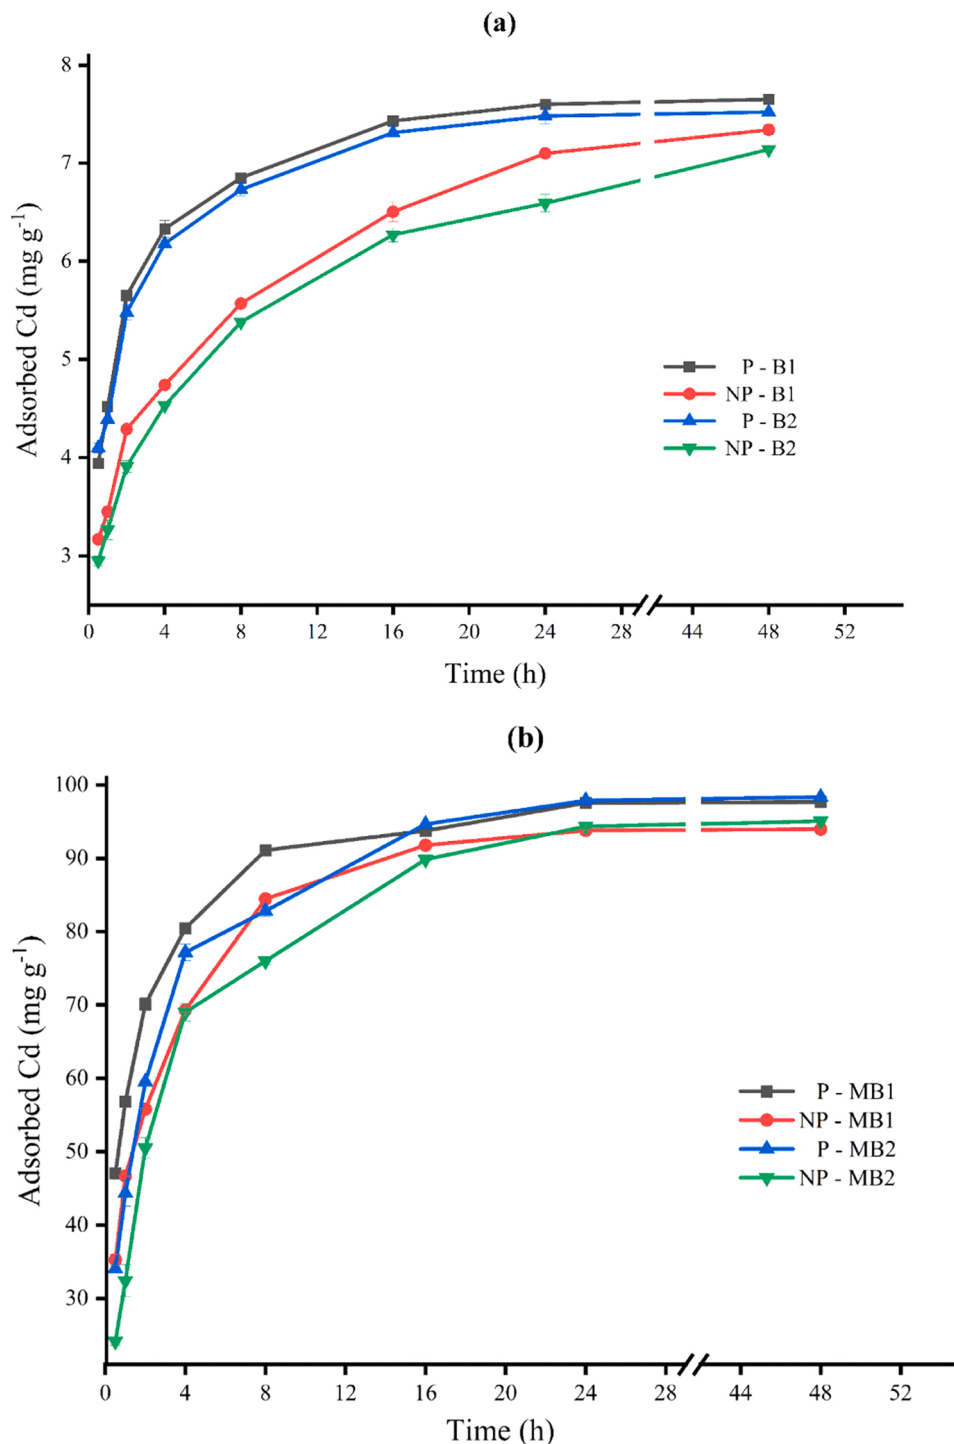 (a)
8
7
6
5
4
3
Adsorbed Cd (mg g⁻¹)
P - B1
NP - B1
P - B2
NP - B2
0 4 8 12 16 20 24 28 44 48 52
Time (h)
(b)
100
90
80
70
60
50
40
30
Adsorbed Cd (mg g⁻¹)
P - MB1
NP - MB1
P - MB2
NP - MB2
0 4 8 12 16 20 24 28 44 48 52
Time (h)